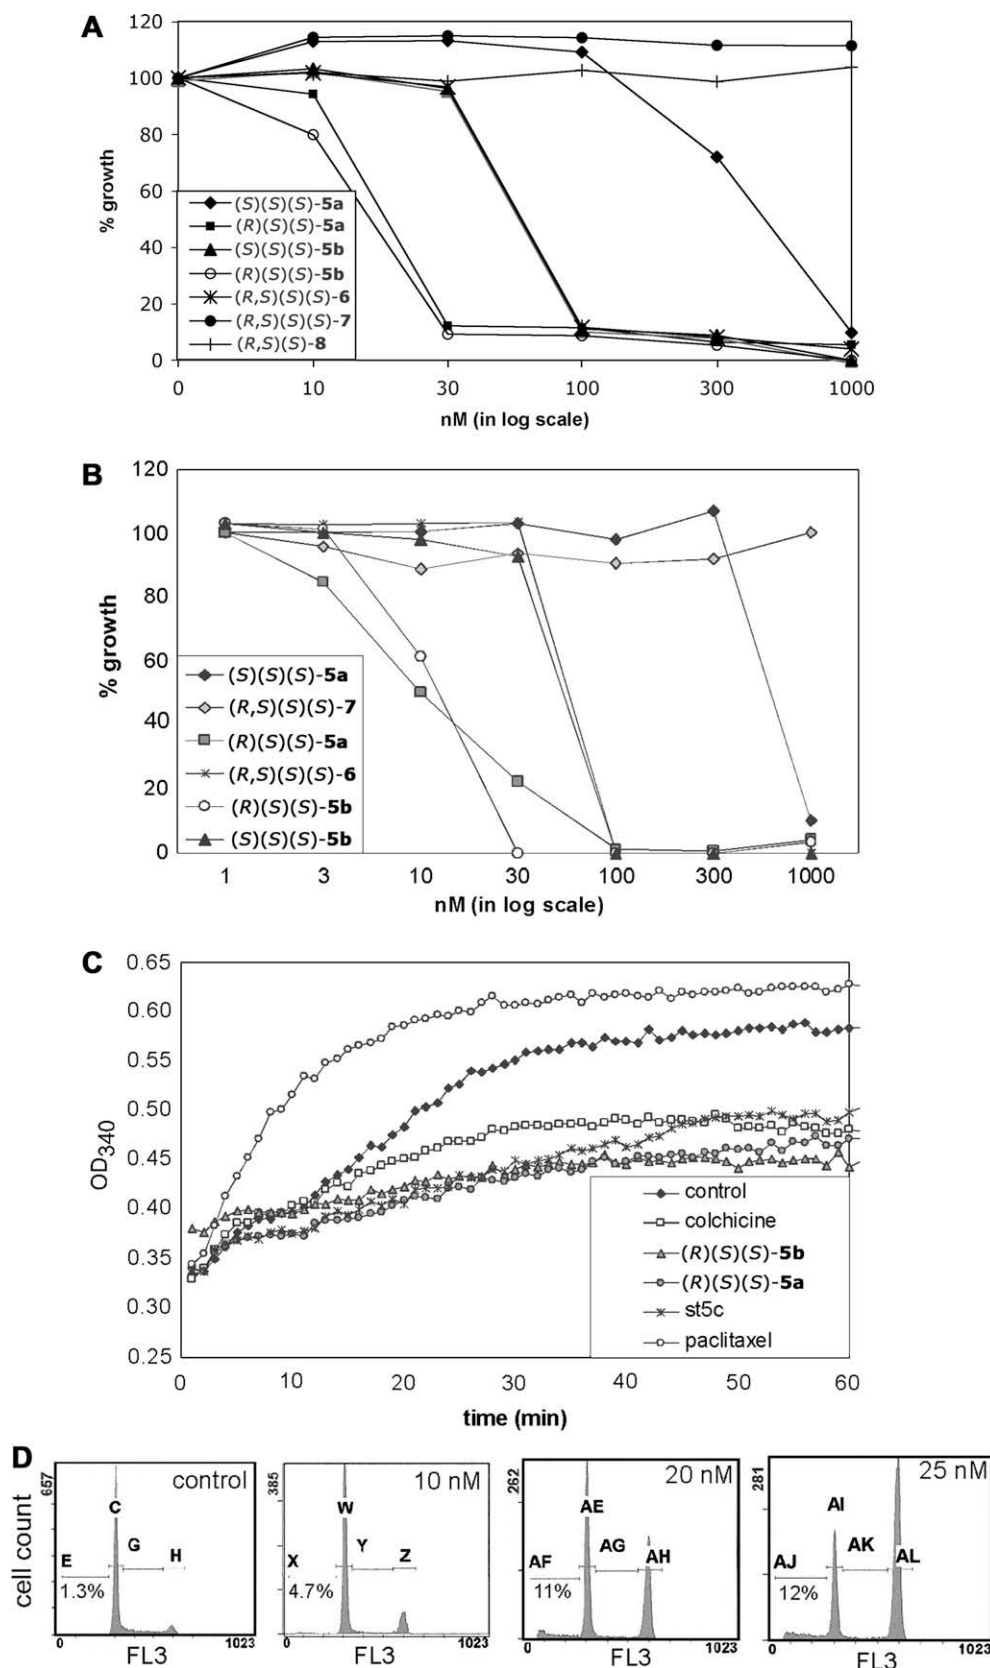 A
120
100
80
60
40
20
0
% growth
(S)(S)(S)-5a
(R)(S)(S)-5a
(S)(S)(S)-5b
(R)(S)(S)-5b
(R,S)(S)(S)-6
(R,S)(S)(S)-7
(R,S)(S)-8
0 10 30 100 300 1000
nM (in log scale)
B
120
100
80
60
40
20
0
% growth
(S)(S)(S)-5a
(R,S)(S)(S)-7
(R)(S)(S)-5a
(R,S)(S)(S)-6
(R)(S)(S)-5b
(S)(S)(S)-5b
1 3 10 30 100 300 1000
nM (in log scale)
C
0.65
0.60
0.55
0.50
0.45
0.40
0.35
0.30
0.25
OD340
control
colchicine
(R)(S)(S)-5b
(R)(S)(S)-5a
st5c
paclitaxel
0 10 20 30 40 50 60
time (min)
D
cell count
657
control
C
G
E
H
1.3%
0 1023
FL3
385
10 nM
W
Y
X
Z
4.7%
0 1023
FL3
262
20 nM
AE
AG
AF
AH
11%
0 1023
FL3
281
25 nM
AI
AK
AJ
AL
12%
0 1023
FL3